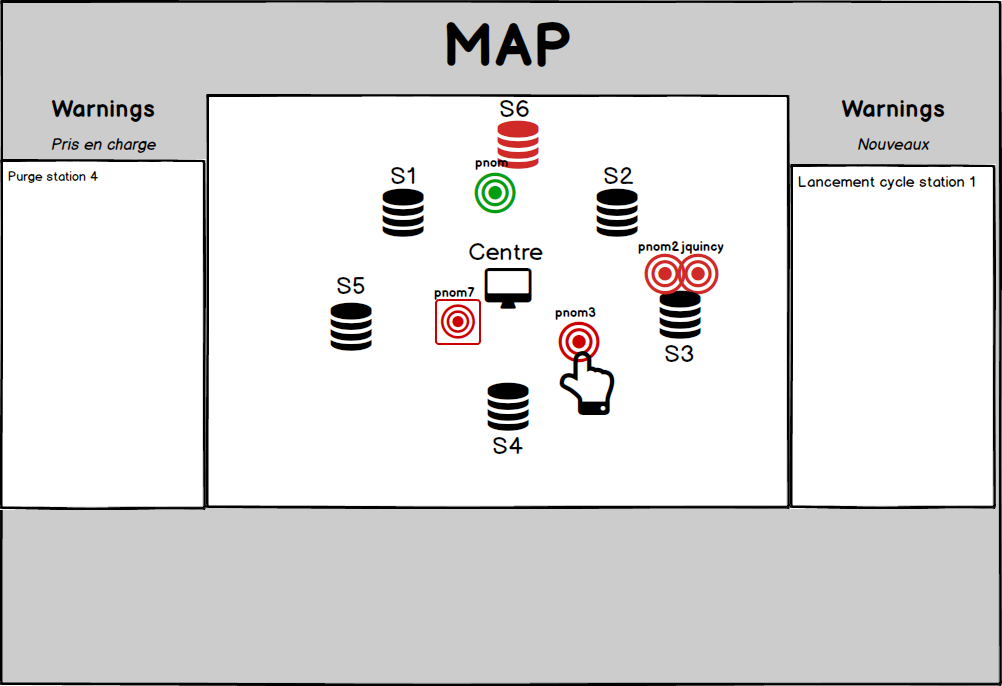 MAP
Warnings
Pris en charge
Purge station 4
S6
pnom
S1
S2
Centre
pnom2 jquincy
S5
pnom7
pnom3
S3
S4
Warnings
Nouveaux
Lancement cycle station 1